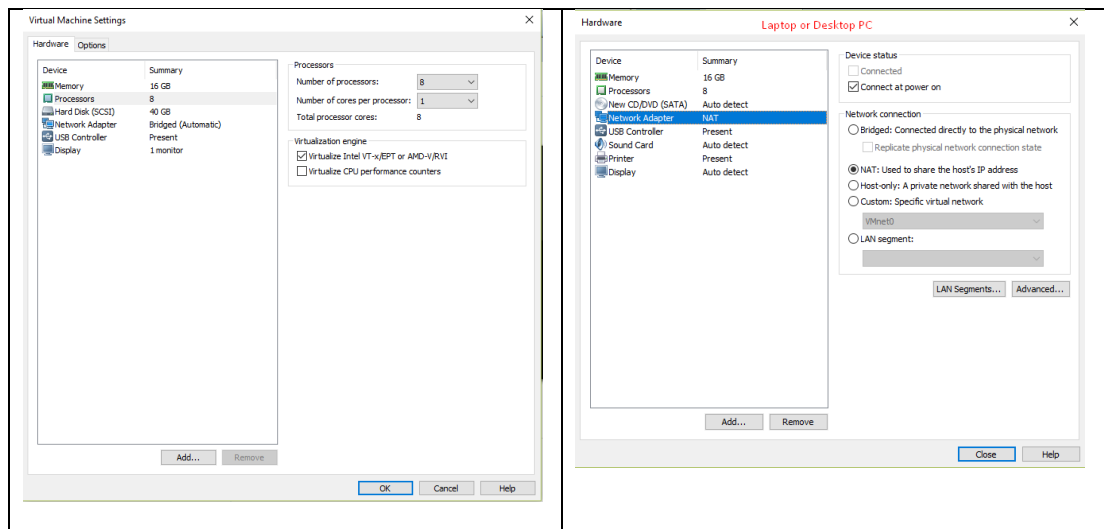 Virtual Machine Settings
Hardware Options
Device Summary
Memory 16 GB
Processors 8
Hard Disk (SCSI) 40 GB
Network Adapter Bridged (Automatic)
USB Controller Present
Display 1 monitor
Add... Remove
Processors
Number of processors: 8
Number of cores per processor: 1
Total processor cores: 8
Virtualization engine
Virtualize Intel VT-x/EPT or AMD-V/RVI
Virtualize CPU performance counters
OK Cancel Help
Hardware
Laptop or Desktop PC
Device Summary
Memory 16 GB
Processors 8
New CD/DVD (SATA) Auto detect
Network Adapter NAT
USB Controller Present
Sound Card Auto detect
Printer Present
Display Auto detect
Add... Remove
Device status
Connected
Connect at power on
Network connection
Bridged: Connected directly to the physical network
Replicate physical network connection state
NAT: Used to share the host's IP address
Host-only: A private network shared with the host
Custom: Specific virtual network
VMnet0
LAN segment:
LAN Segments... Advanced...
Close Help